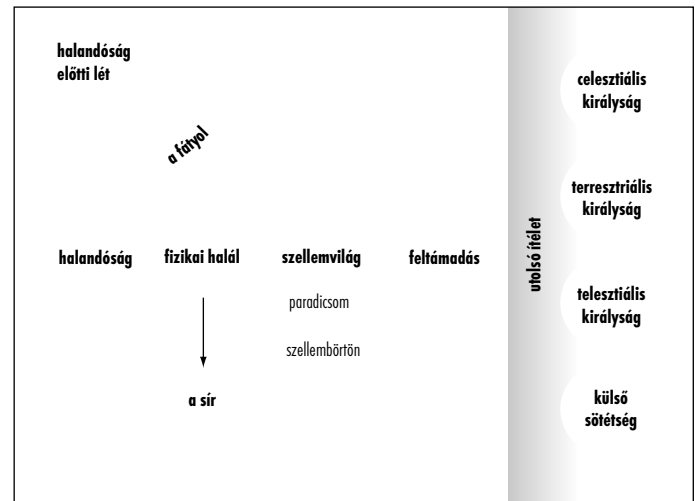 halandóság
előtti lét
a fátyol
halandóság
fizikai halál
szellemvilág
feltámadás
paradicsom
szellembörtön
a sír
utolsó ítélet
celesztiális
királyság
terresztriális
királyság
telesztiális
királyság
külső
sötétség